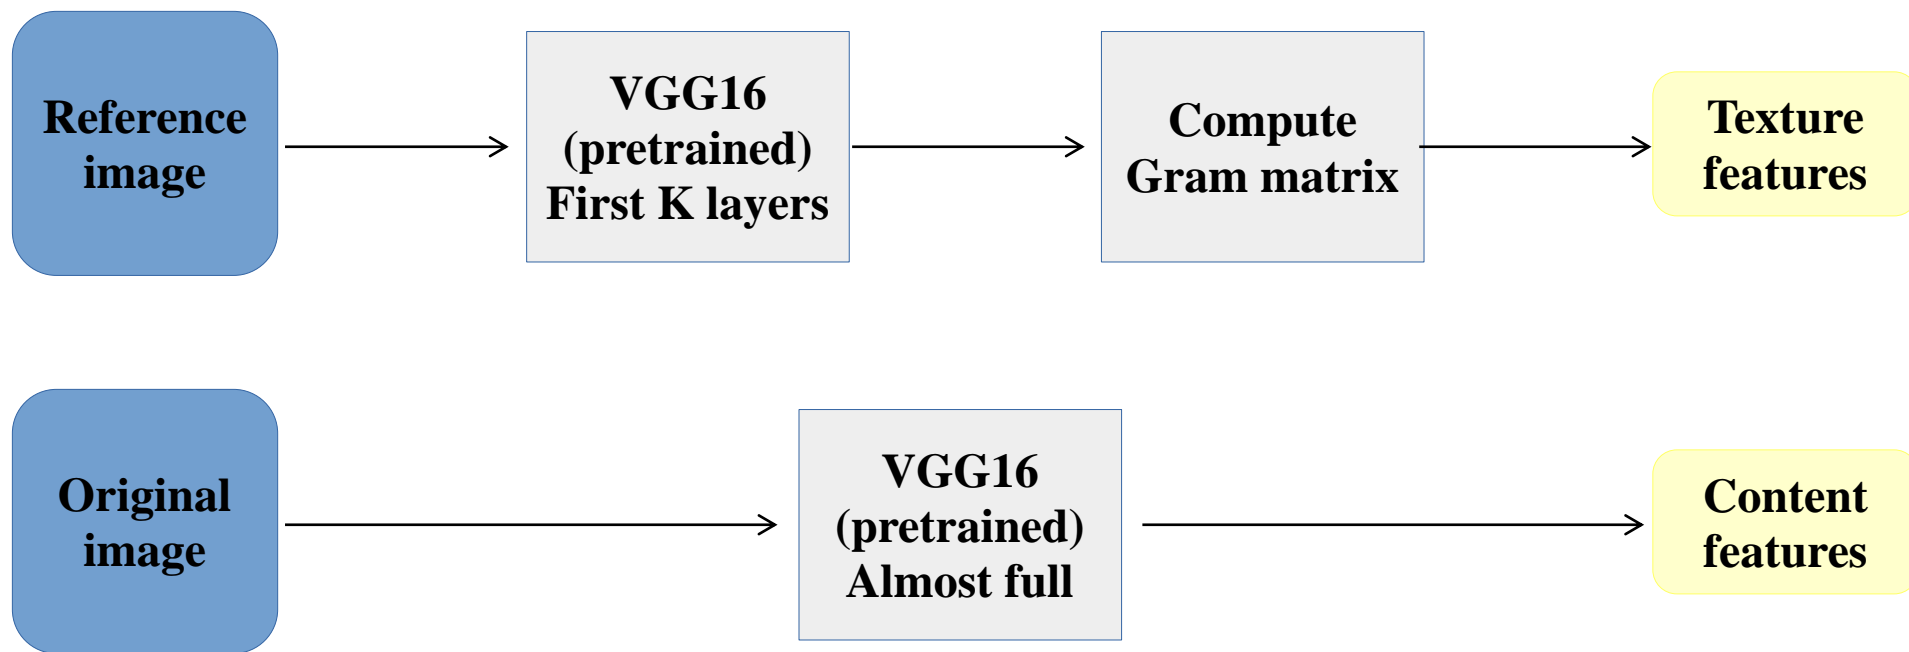 Reference
image
VGG16
(pretrained)
First K layers
Compute
Gram matrix
Texture
features
Original
image
VGG16
(pretrained)
Almost full
Content
features